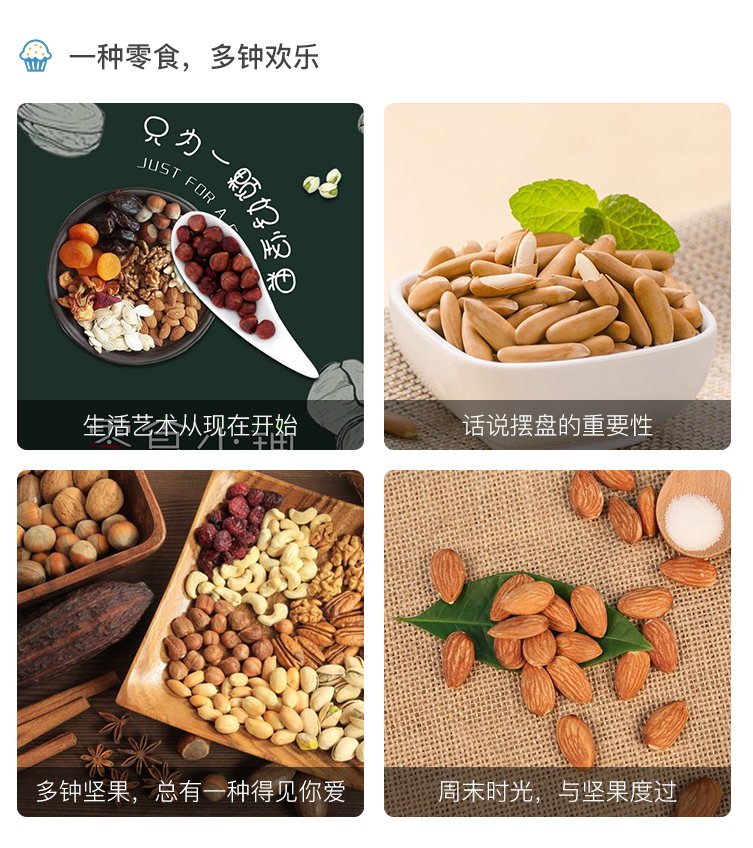 一种零食，多钟欢乐
只为一颗好
JUST FOR A
生活艺术从现在开始
话说摆盘的重要性
多钟坚果，总有一种得见你爱
周末时光，与坚果度过